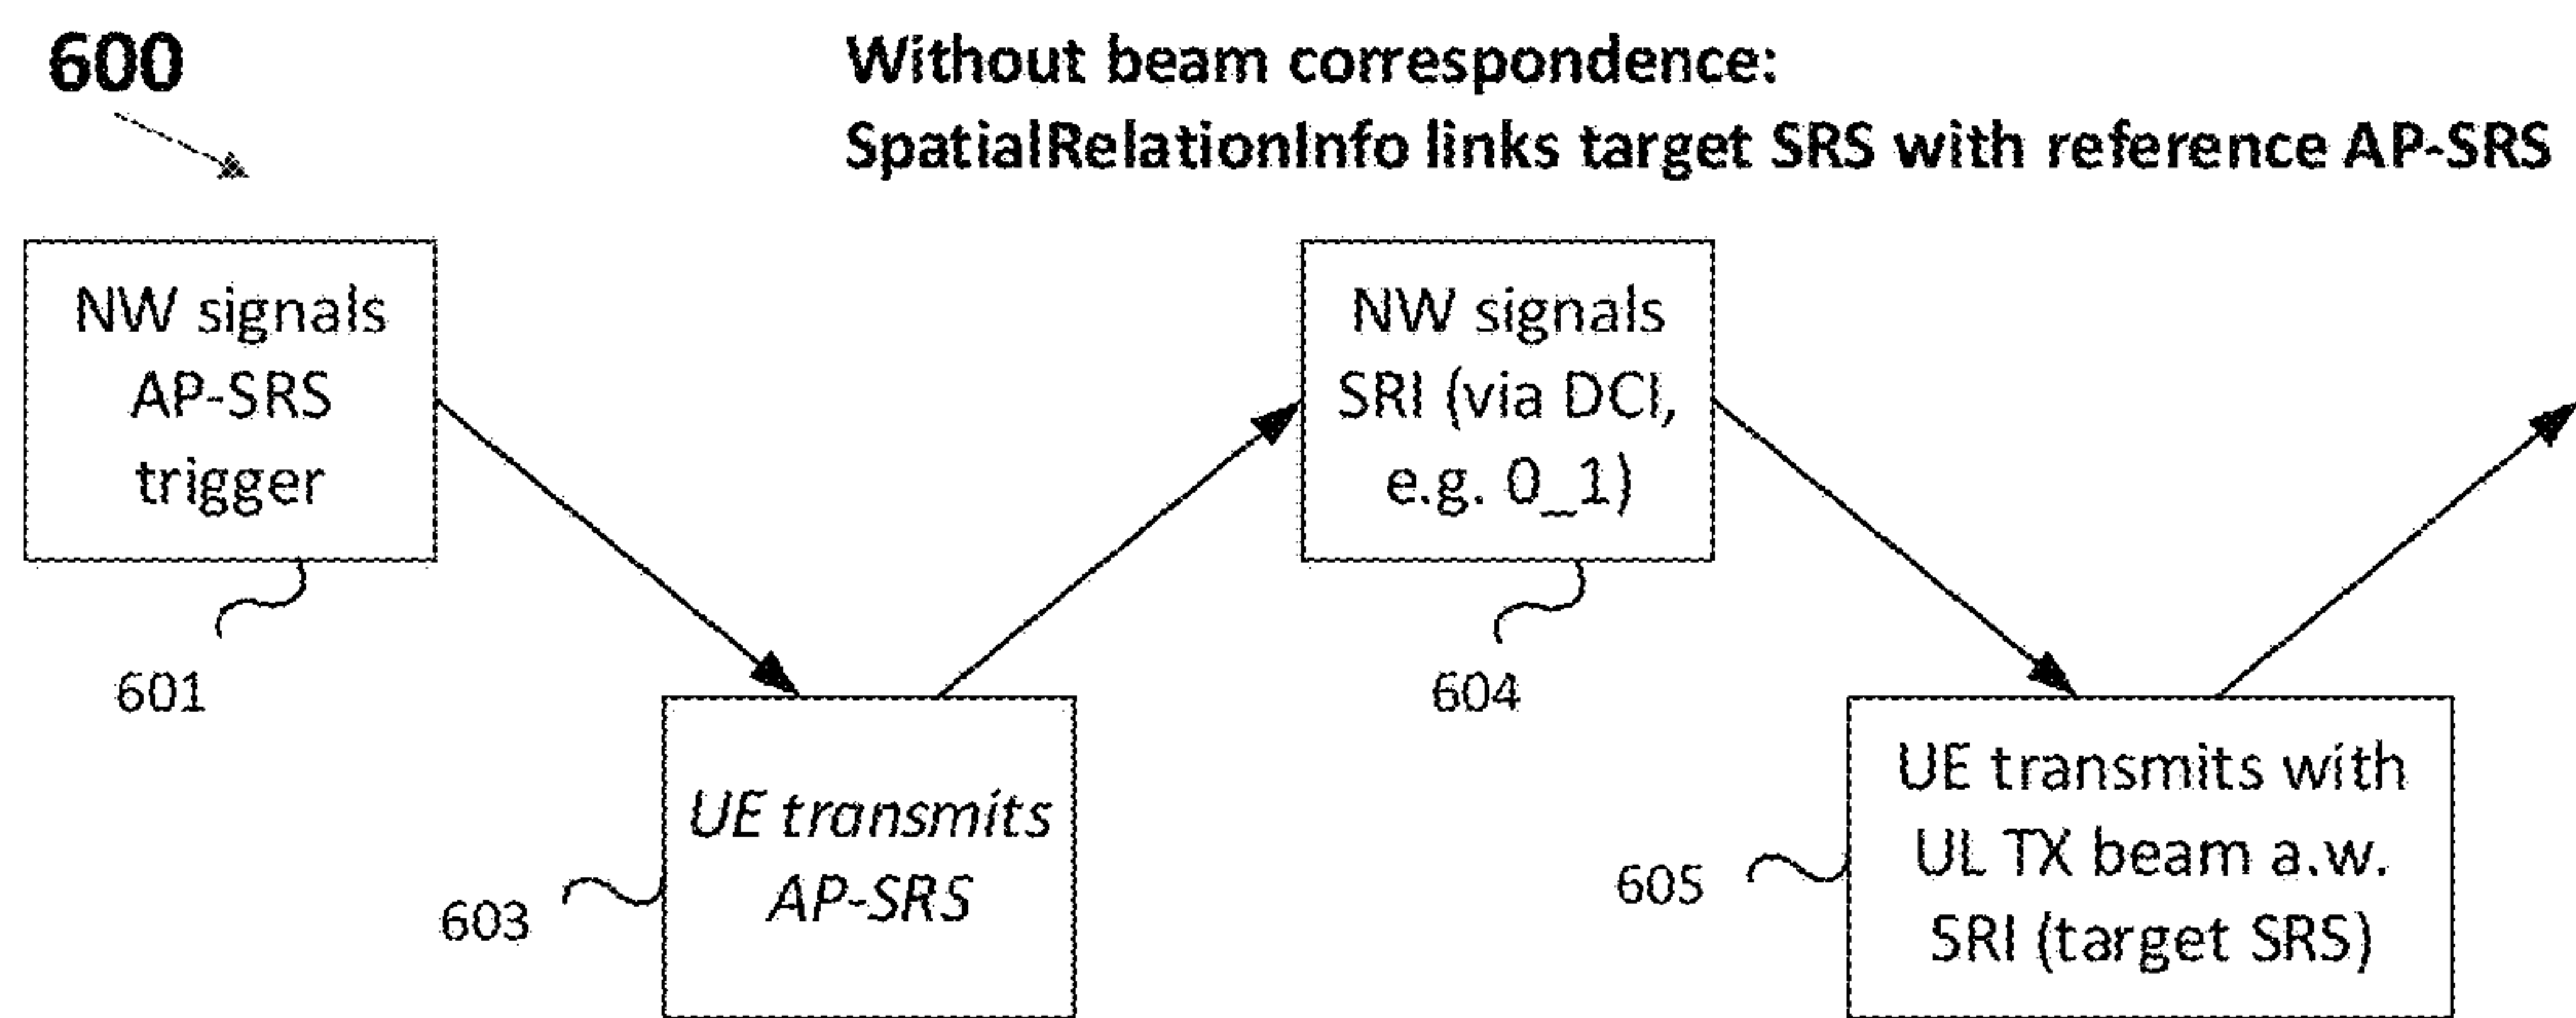 600
Without beam correspondence:
SpatialRelationInfo links target SRS with reference AP-SRS
NW signals
AP-SRS
trigger
601
UE transmits
AP-SRS
603
NW signals
SRI (via DCI,
e.g. 0_1)
604
UE transmits with
UL TX beam a.w.
SRI (target SRS)
605